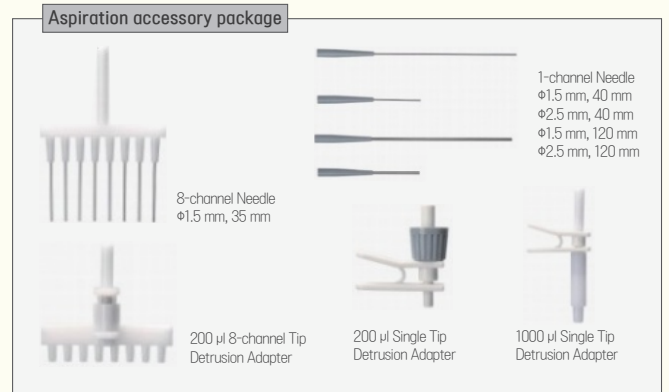 Aspiration accessory package
1-channel Needle
Φ1.5 mm, 40 mm
Φ2.5 mm, 40 mm
Φ1.5 mm, 120 mm
Φ2.5 mm, 120 mm
8-channel Needle
Φ1.5 mm, 35 mm
200 μl 8-channel Tip
Detrusion Adapter
200 μl Single Tip
Detrusion Adapter
1000 μl Single Tip
Detrusion Adapter